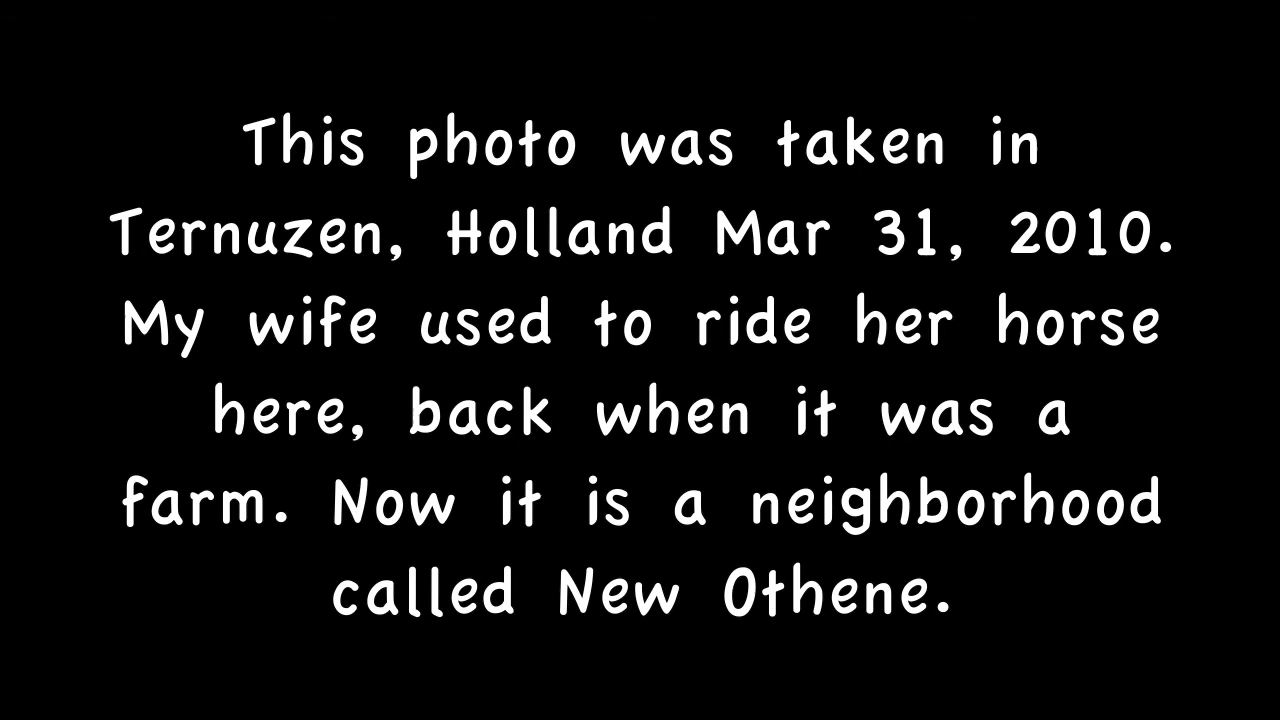 This photo was taken in
Ternuzen, Holland Mar 31, 2010.
My wife used to ride her horse
here, back when it was a
farm. Now it is a neighborhood
called New Othene.